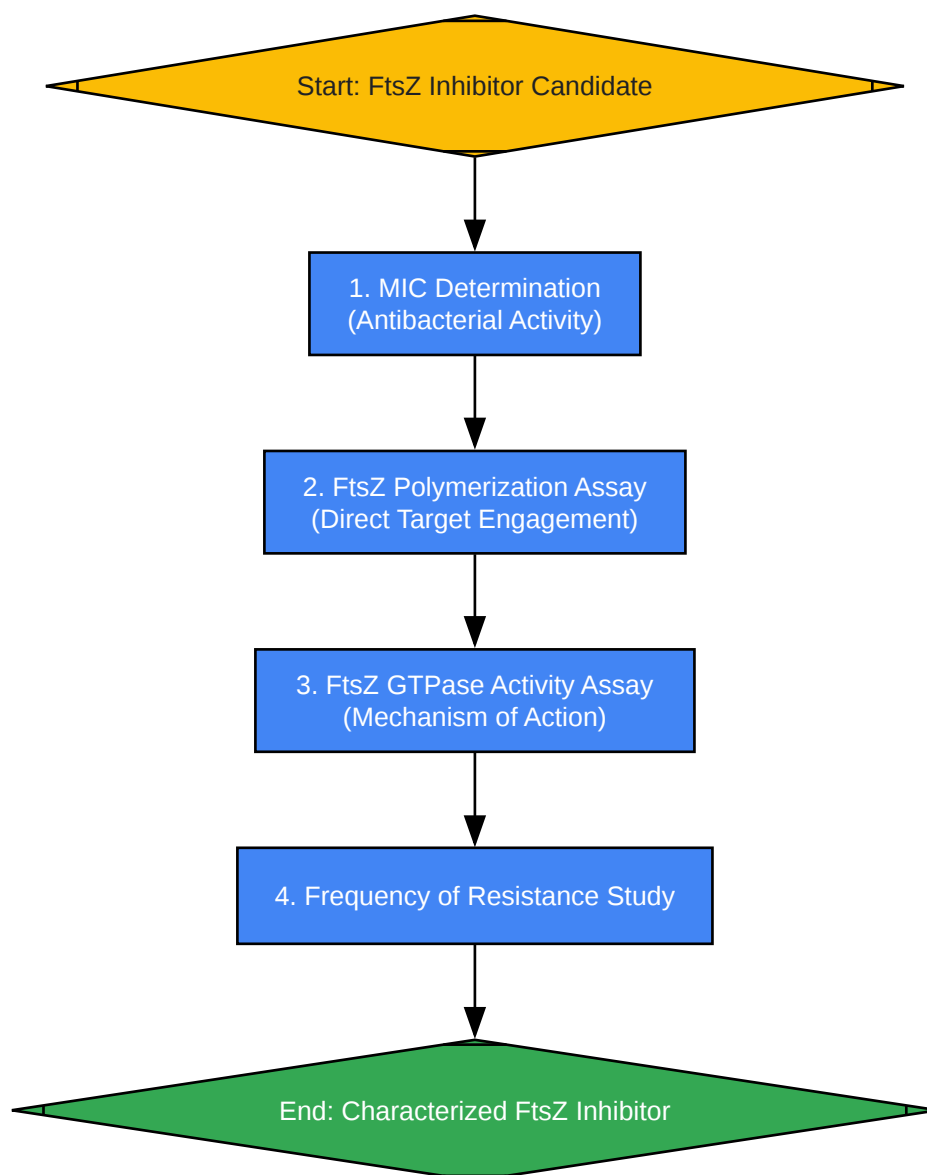 Start: FtsZ Inhibitor Candidate
1. MIC Determination
(Antibacterial Activity)
2. FtsZ Polymerization Assay
(Direct Target Engagement)
3. FtsZ GTPase Activity Assay
(Mechanism of Action)
4. Frequency of Resistance Study
End: Characterized FtsZ Inhibitor